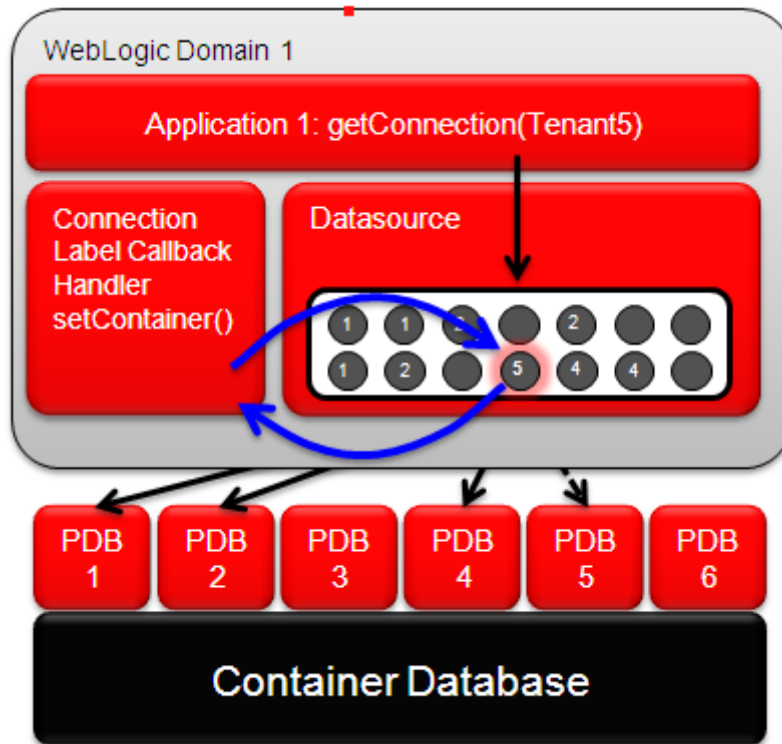 WebLogic Domain 1
Application 1: getConnection(Tenant5)
Connection
Label Callback
Handler
setContainer()
Datasource
1 1 2
1 2 5 4 4
PDB
1
PDB
2
PDB
3
PDB
4
PDB
5
PDB
6
Container Database